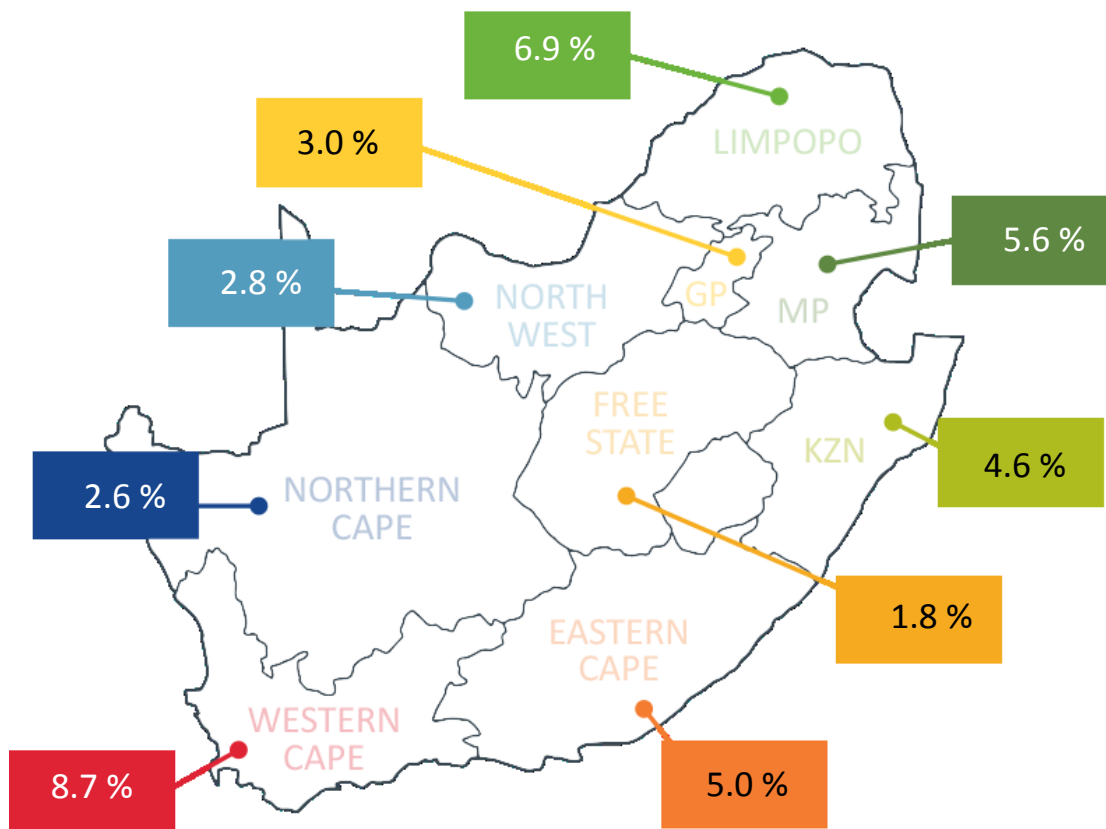 6.9 %
LIMPOPO
3.0 %
5.6 %
2.8 %
NORTH
WEST
GP
MP
FREE
STATE
KZN
4.6 %
2.6 %
NORTHERN
CAPE
1.8 %
EASTERN
CAPE
WESTERN
CAPE
8.7 %
5.0 %